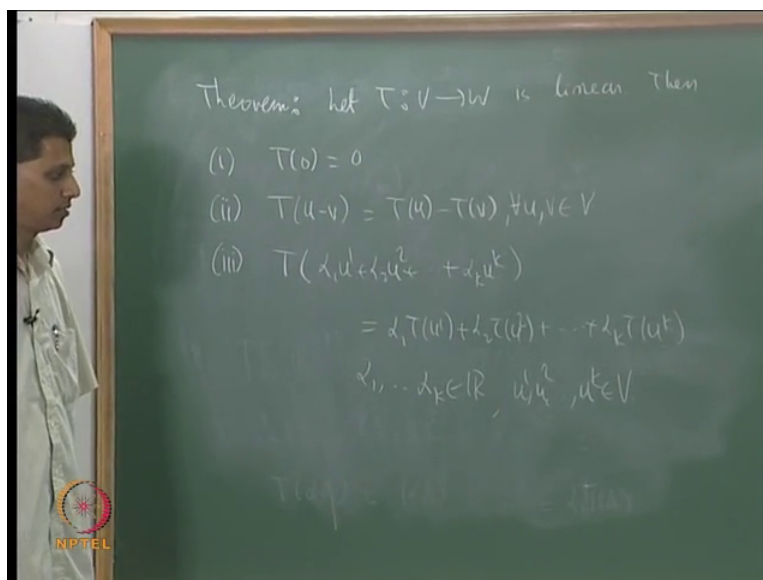 Theorem: Let T: V → W is linear Then
(i) T(0) = 0
(ii) T(u-v) = T(u) - T(v), ∀u,v ∈ V
(iii) T(α₁u¹ + α₂u² + .. + αₖuᵏ)
= α₁T(u¹) + α₂T(u²) + ... + αₖT(uᵏ)
α₁, ... αₖ ∈ ℝ, u¹, u², , uᵏ ∈ V
NPTEL